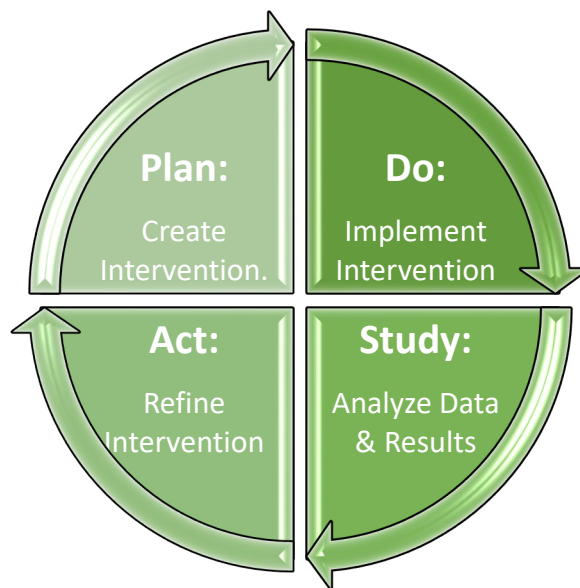 Plan:
Create
Intervention.
Do:
Implement
Intervention
Act:
Refine
Intervention
Study:
Analyze Data
& Results